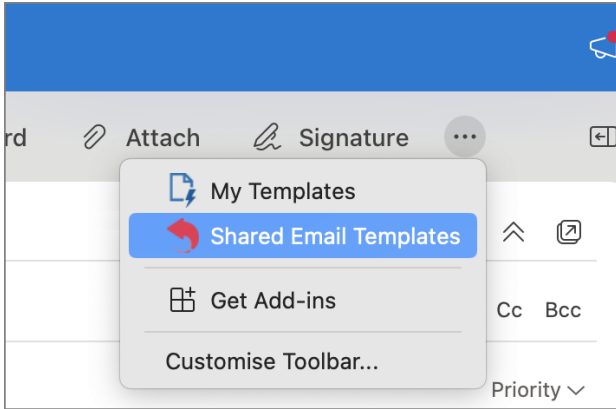 rd Attach Signature
My Templates
Shared Email Templates
Get Add-ins
Cc Bcc
Customise Toolbar...
Priority